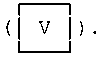 ( V ) .